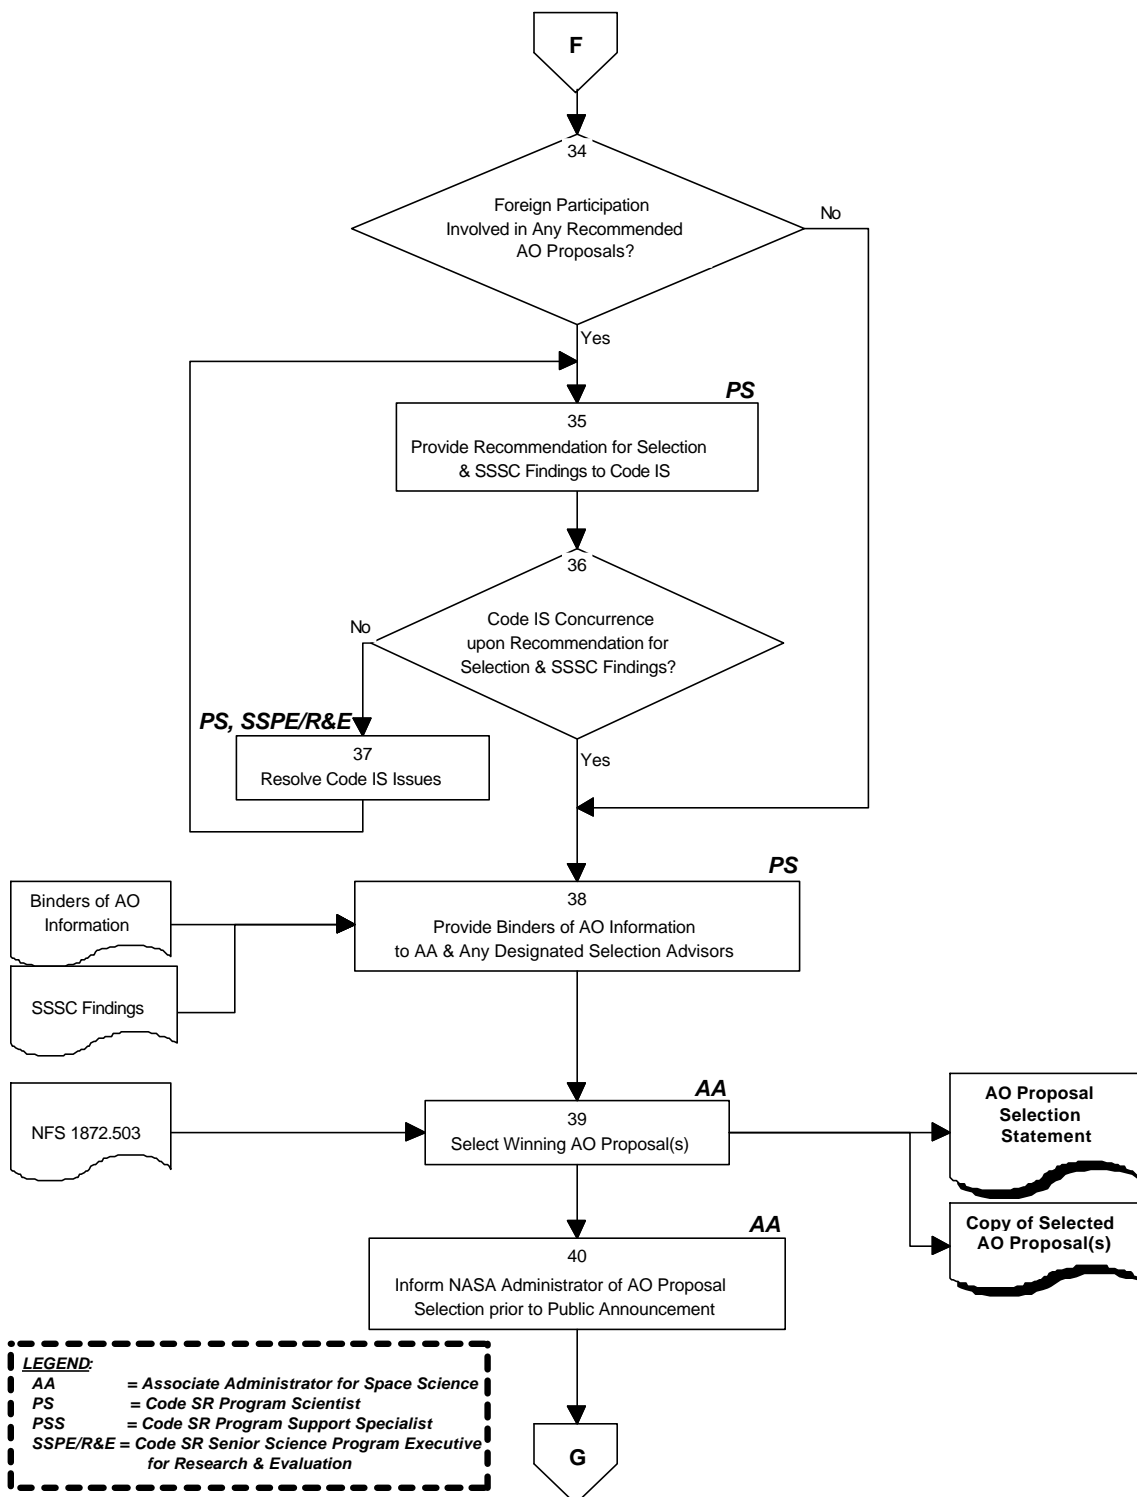 F
34
Foreign Participation
Involved in Any Recommended
AO Proposals?
No
Yes
PS
35
Provide Recommendation for Selection
& SSSC Findings to Code IS
36
Code IS Concurrence
upon Recommendation for
Selection & SSSC Findings?
No
PS, SSPE/R&E
37
Resolve Code IS Issues
Yes
PS
38
Provide Binders of AO Information
to AA & Any Designated Selection Advisors
Binders of AO
Information
SSSC Findings
NFS 1872.503
AA
39
Select Winning AO Proposal(s)
AO Proposal
Selection
Statement
Copy of Selected
AO Proposal(s)
AA
40
Inform NASA Administrator of AO Proposal
Selection prior to Public Announcement
LEGEND:
AA = Associate Administrator for Space Science
PS = Code SR Program Scientist
PSS = Code SR Program Support Specialist
SSPE/R&E = Code SR Senior Science Program Executive
for Research & Evaluation
G